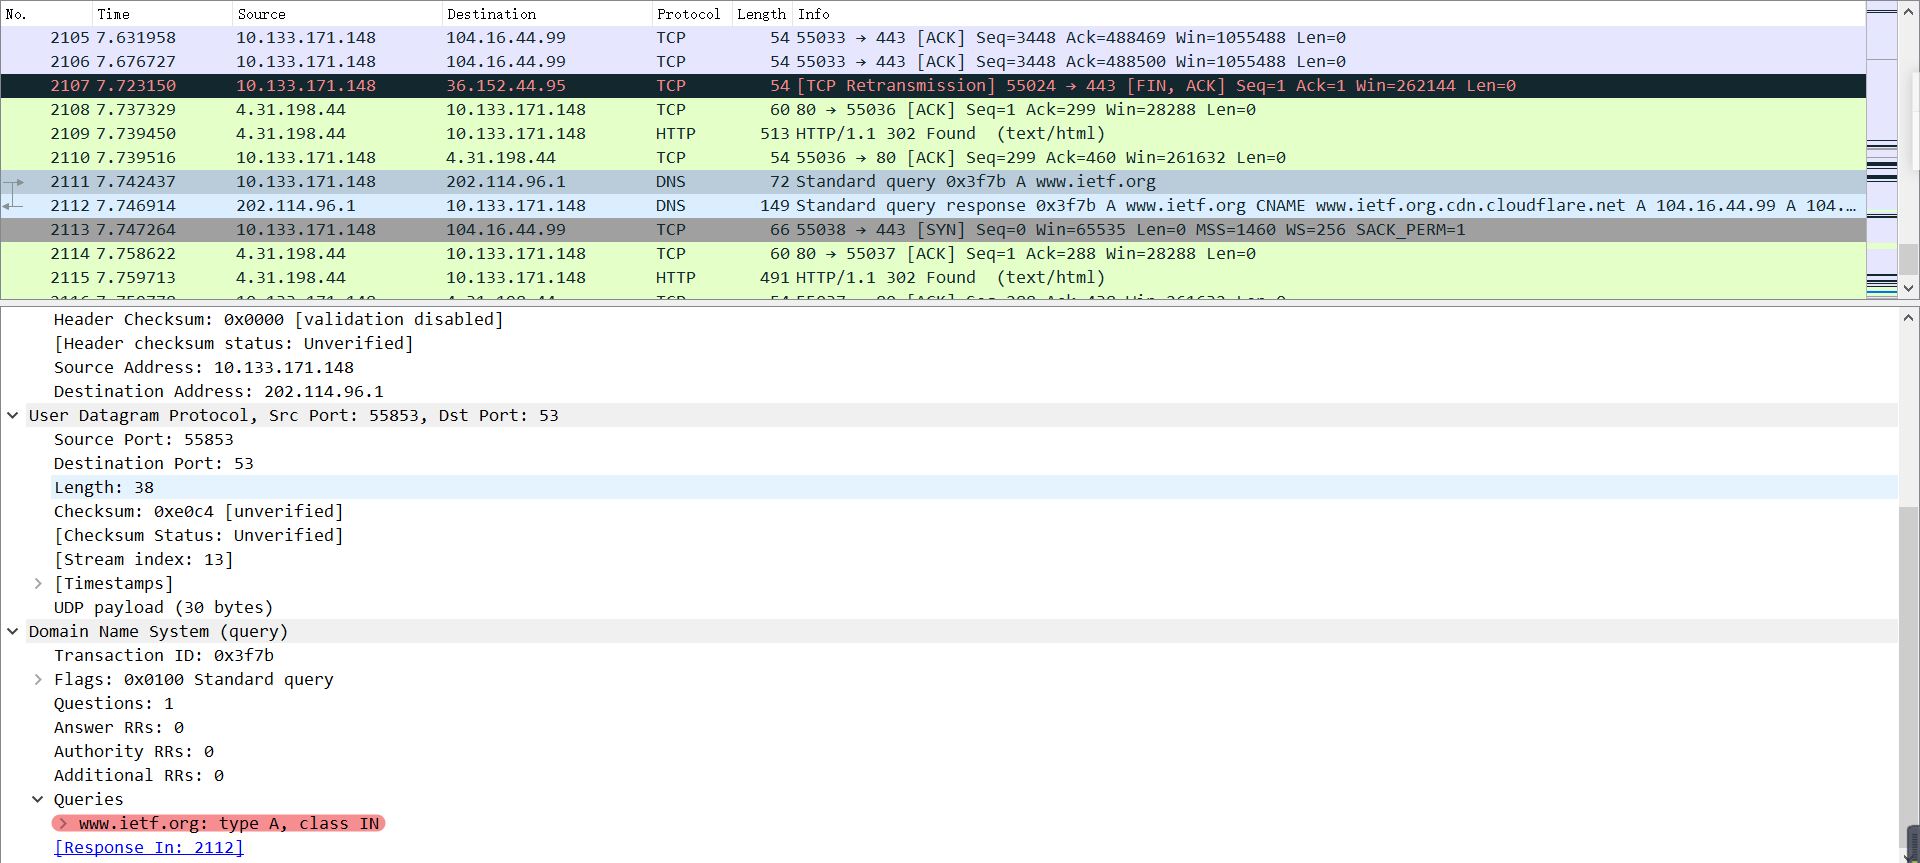 No. Time Source Destination Protocol Length Info
2105 7.631958 10.133.171.148 104.16.44.99 TCP 54 55033 → 443 [ACK] Seq=3448 Ack=488469 Win=1055488 Len=0
2106 7.676727 10.133.171.148 104.16.44.99 TCP 54 55033 → 443 [ACK] Seq=3448 Ack=488500 Win=1055488 Len=0
2107 7.723150 10.133.171.148 36.152.44.95 TCP 54 [TCP Retransmission] 55024 → 443 [FIN, ACK] Seq=1 Ack=1 Win=262144 Len=0
2108 7.737329 4.31.198.44 10.133.171.148 TCP 60 80 → 55036 [ACK] Seq=1 Ack=299 Win=28288 Len=0
2109 7.739450 4.31.198.44 10.133.171.148 HTTP 513 HTTP/1.1 302 Found (text/html)
2110 7.739516 10.133.171.148 4.31.198.44 TCP 54 55036 → 80 [ACK] Seq=299 Ack=460 Win=261632 Len=0
2111 7.742437 10.133.171.148 202.114.96.1 DNS 72 Standard query 0x3f7b A www.ietf.org
2112 7.746914 202.114.96.1 10.133.171.148 DNS 149 Standard query response 0x3f7b A www.ietf.org CNAME www.ietf.org.cdn.cloudflare.net A 104.16.44.99 A 104.…
2113 7.747264 10.133.171.148 104.16.44.99 TCP 66 55038 → 443 [SYN] Seq=0 Win=65535 Len=0 MSS=1460 WS=256 SACK_PERM=1
2114 7.758622 4.31.198.44 10.133.171.148 TCP 60 80 → 55037 [ACK] Seq=1 Ack=288 Win=28288 Len=0
2115 7.759713 4.31.198.44 10.133.171.148 HTTP 491 HTTP/1.1 302 Found (text/html)
Header Checksum: 0x0000 [validation disabled]
[Header checksum status: Unverified]
Source Address: 10.133.171.148
Destination Address: 202.114.96.1
User Datagram Protocol, Src Port: 55853, Dst Port: 53
Source Port: 55853
Destination Port: 53
Length: 38
Checksum: 0xe0c4 [unverified]
[Checksum Status: Unverified]
[Stream index: 13]
[Timestamps]
UDP payload (30 bytes)
Domain Name System (query)
Transaction ID: 0x3f7b
Flags: 0x0100 Standard query
Questions: 1
Answer RRs: 0
Authority RRs: 0
Additional RRs: 0
Queries
www.ietf.org: type A, class IN
[Response In: 2112]